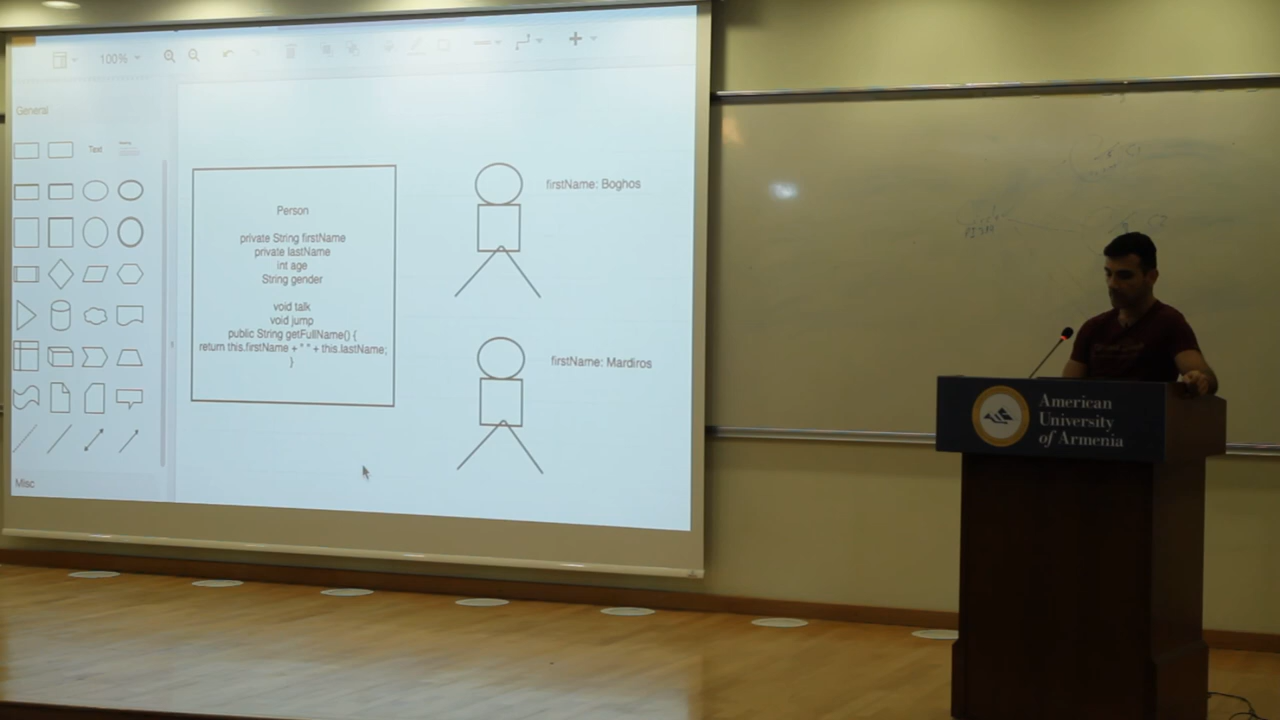 100%
General
Text
Person
private String firstName
private lastName
int age
String gender
void talk
void jump
public String getFullName() {
return this.firstName + " " + this.lastName;
}
firstName: Boghos
firstName: Mardiros
Misc
American
University
of Armenia